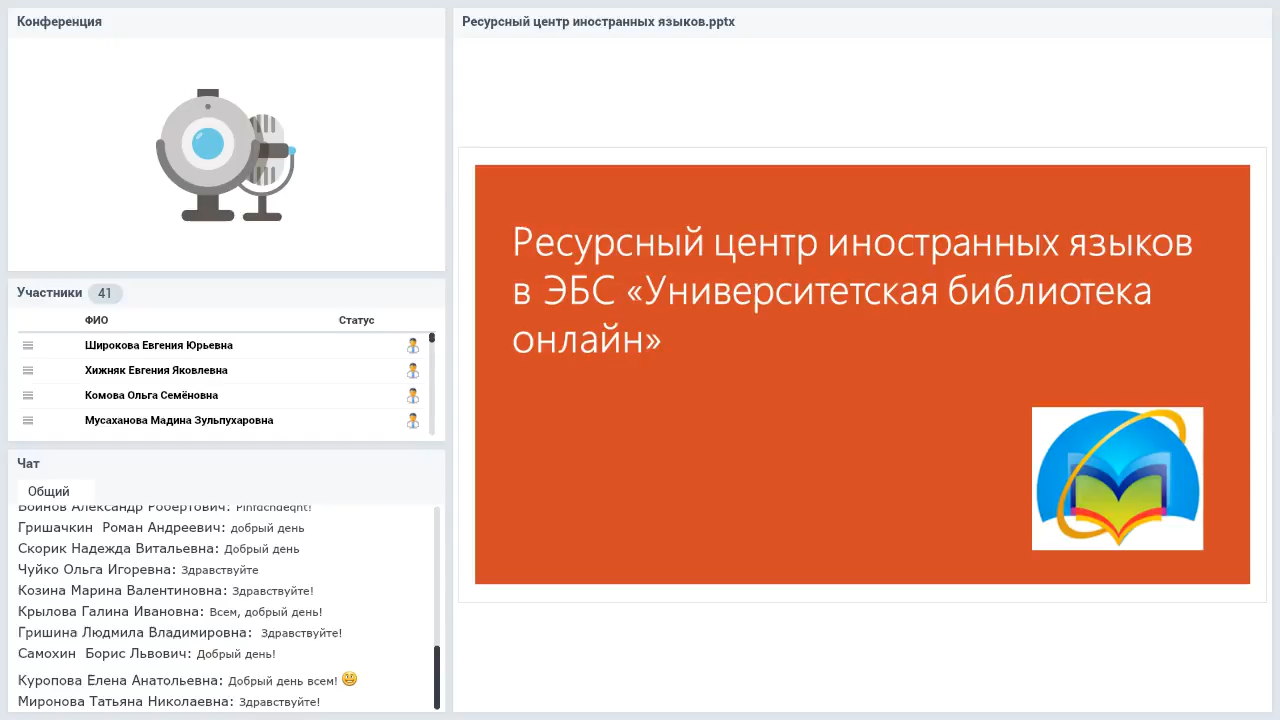 Конференция
Участники 41
ФИО Статус
Широкова Евгения Юрьевна
Хижняк Евгения Яковлевна
Комова Ольга Семёновна
Мусаханова Мадина Зульпухаровна
Чат
Общий
Войнов Александр Робертович:
Гришачкин Роман Андреевич: добрый день
Скорик Надежда Витальевна: Добрый день
Чуйко Ольга Игоревна: Здравствуйте
Козина Марина Валентиновна: Здравствуйте!
Крылова Галина Ивановна: Всем, добрый день!
Гришина Людмила Владимировна: Здравствуйте!
Самохин Борис Львович: Добрый день!
Куропова Елена Анатольевна: Добрый день всем!
Миронова Татьяна Николаевна: Здравствуйте!
Ресурсный центр иностранных языков.pptx
Ресурсный центр иностранных языков
в ЭБС «Университетская библиотека
онлайн»